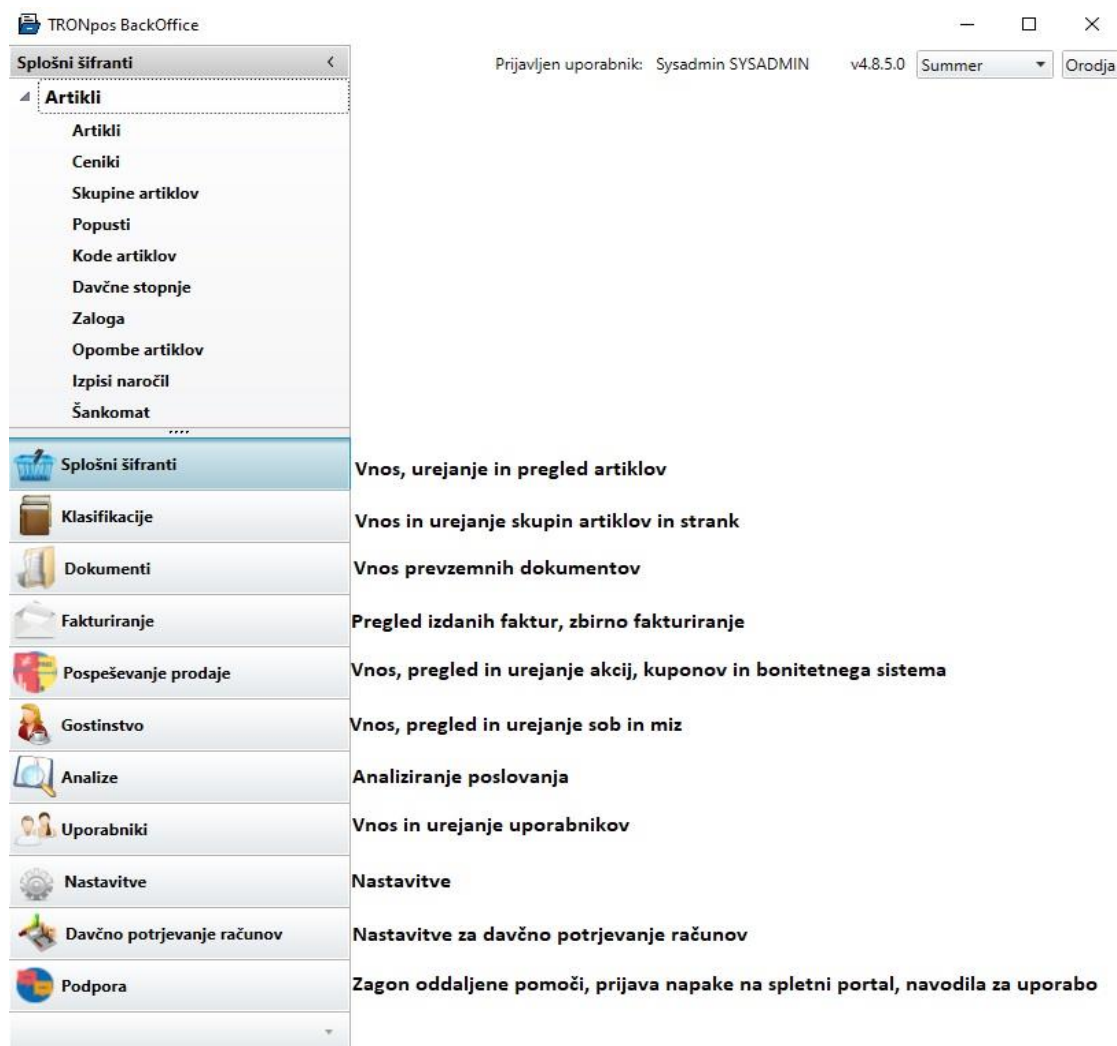 TRONpos BackOffice
Splošni šifranti
Prijavljen uporabnik: Sysadmin SYSADMIN v4.8.5.0 Summer Orodja
Artikli
Artikli
Ceniki
Skupine artiklov
Popusti
Kode artiklov
Davčne stopnje
Zaloga
Opombe artiklov
Izpisi naročil
Šankomat
Splošni šifranti Vnos, urejanje in pregled artiklov
Klasifikacije Vnos in urejanje skupin artiklov in strank
Dokumenti Vnos prevzemnih dokumentov
Fakturiranje Pregled izdanih faktur, zbirno fakturiranje
Pospeševanje prodaje Vnos, pregled in urejanje akcij, kuponov in bonitetnega sistema
Gostinstvo Vnos, pregled in urejanje sob in miz
Analize Analiziranje poslovanja
Uporabniki Vnos in urejanje uporabnikov
Nastavitve Nastavitve
Davčno potrjevanje računov Nastavitve za davčno potrjevanje računov
Podpora Zagon oddaljene pomoči, prijava napake na spletni portal, navodila za uporabo